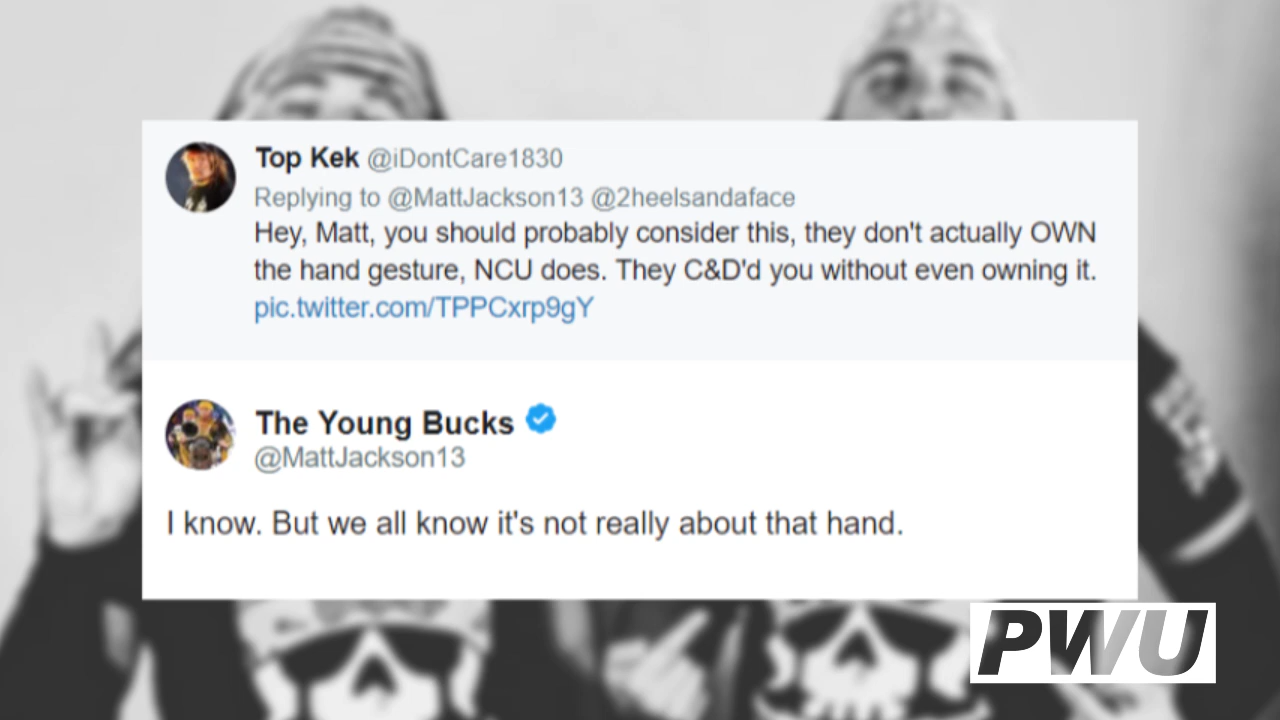 Top Kek @iDontCare1830
Replying to @MattJackson13 @2heelsandaface
Hey, Matt, you should probably consider this, they don't actually OWN
the hand gesture, NCU does. They C&D'd you without even owning it.
pic.twitter.com/TPPCxrp9gY
The Young Bucks
@MattJackson13
I know. But we all know it's not really about that hand.
PWU